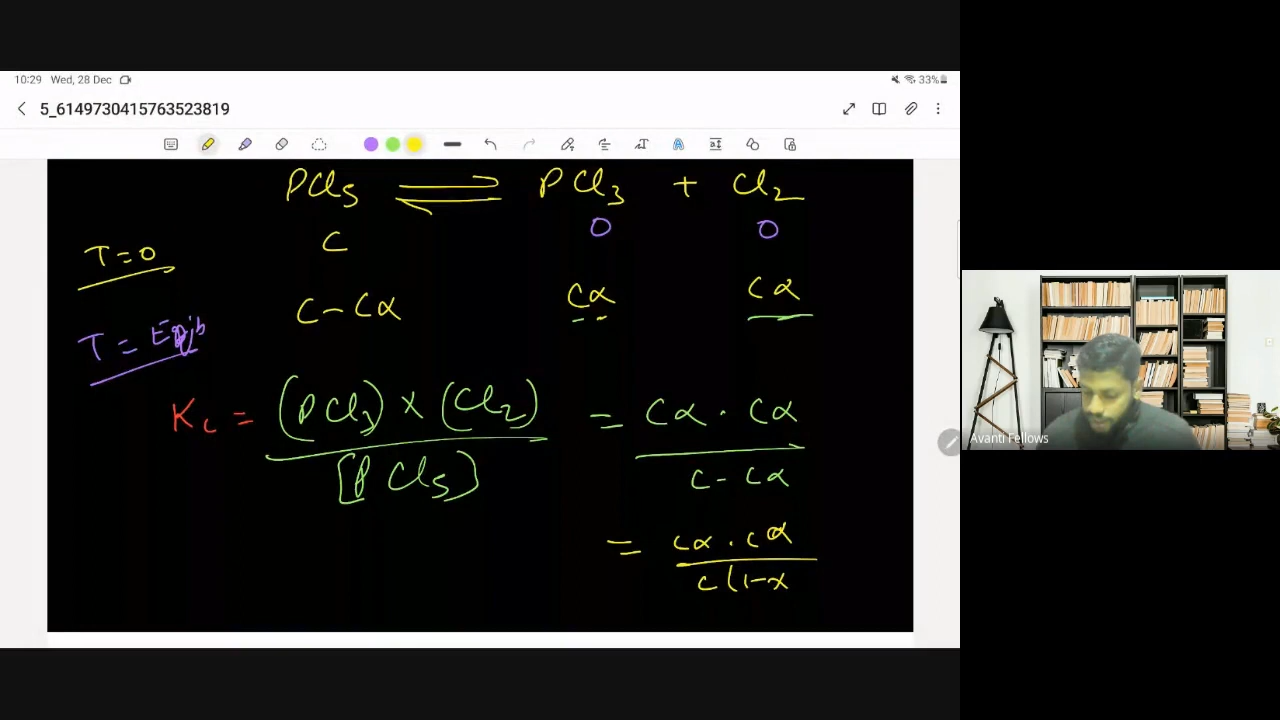 10:29 Wed, 28 Dec 33%
5_6149730415763523819
PCl5 ⇌ PCl3 + Cl2
T=0 C 0 0
T = Eqjb C-Cα Cα Cα
Kc = (PCl3) × (Cl2) / [PCl5) = Cα . Cα / C - Cα
= Cα . Cα / C(1-α
Avanti Fellows